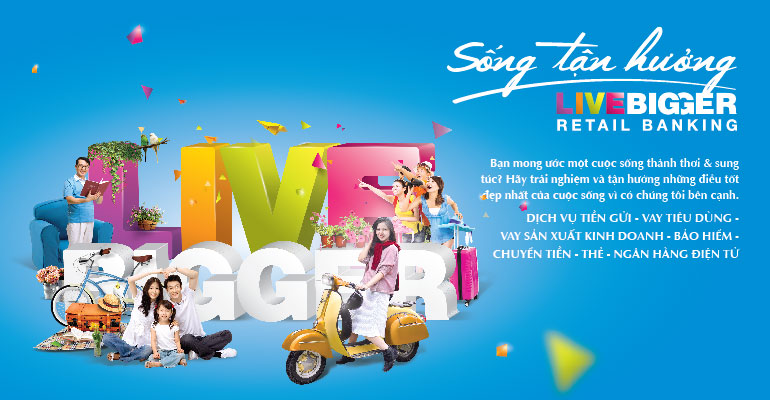 Sống tận hưởng
LIVEBIGGER
RETAIL BANKING
LIVE
BIGGER
Bạn mong ước một cuộc sống thảnh thơi & sung
túc? Hãy trải nghiệm và tận hưởng những điều tốt
đẹp nhất của cuộc sống vì có chúng tôi bên cạnh.
DỊCH VỤ TIỀN GỬI - VAY TIÊU DÙNG -
VAY SẢN XUẤT KINH DOANH - BẢO HIỂM -
CHUYỂN TIỀN - THẺ - NGÂN HÀNG ĐIỆN TỬ